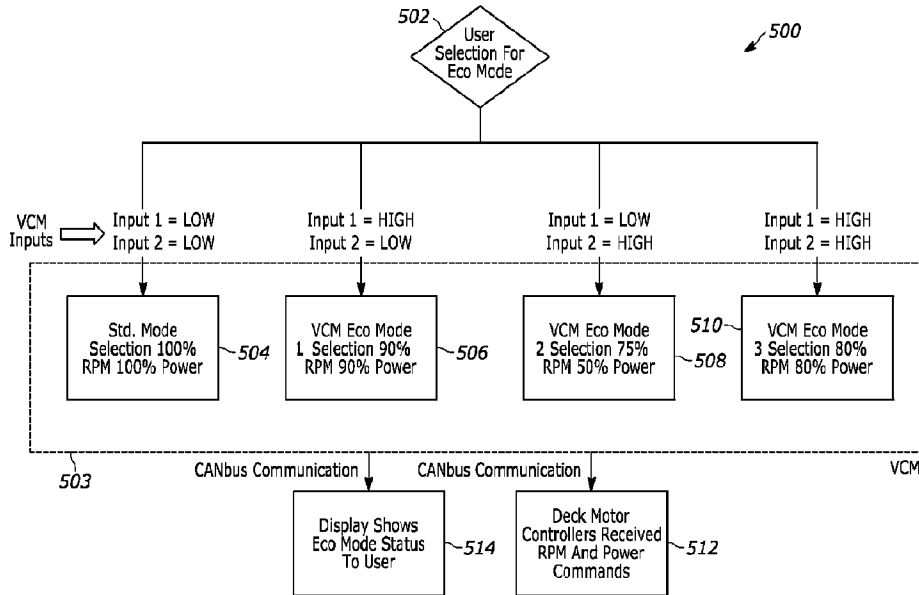 502
User
Selection For
Eco Mode
500
VCM
Inputs
Input 1 = LOW
Input 2 = LOW
Input 1 = HIGH
Input 2 = LOW
Input 1 = LOW
Input 2 = HIGH
Input 1 = HIGH
Input 2 = HIGH
Std. Mode
Selection 100%
RPM 100% Power
504
VCM Eco Mode
1 Selection 90%
RPM 90% Power
506
VCM Eco Mode
2 Selection 75%
RPM 50% Power
508
510
VCM Eco Mode
3 Selection 80%
RPM 80% Power
503
CANbus Communication
CANbus Communication
VCM
Display Shows
Eco Mode Status
To User
514
Deck Motor
Controllers Received
RPM And Power
Commands
512